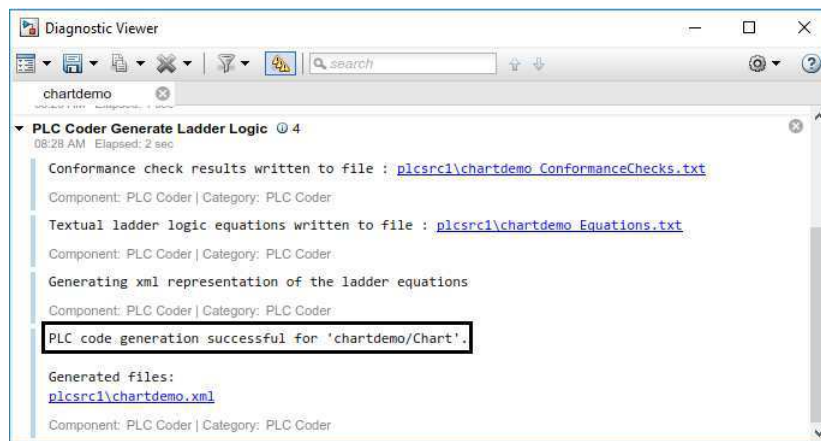 Diagnostic Viewer
search
chartdemo
PLC Coder Generate Ladder Logic 4
08:28 AM Elapsed: 2 sec
Conformance check results written to file : plcsrc1\chartdemo_ConformanceChecks.txt
Component: PLC Coder | Category: PLC Coder
Textual ladder logic equations written to file : plcsrc1\chartdemo_Equations.txt
Component: PLC Coder | Category: PLC Coder
Generating xml representation of the ladder equations
Component: PLC Coder | Category: PLC Coder
PLC code generation successful for 'chartdemo/Chart'.
Generated files:
plcsrc1\chartdemo.xml
Component: PLC Coder | Category: PLC Coder